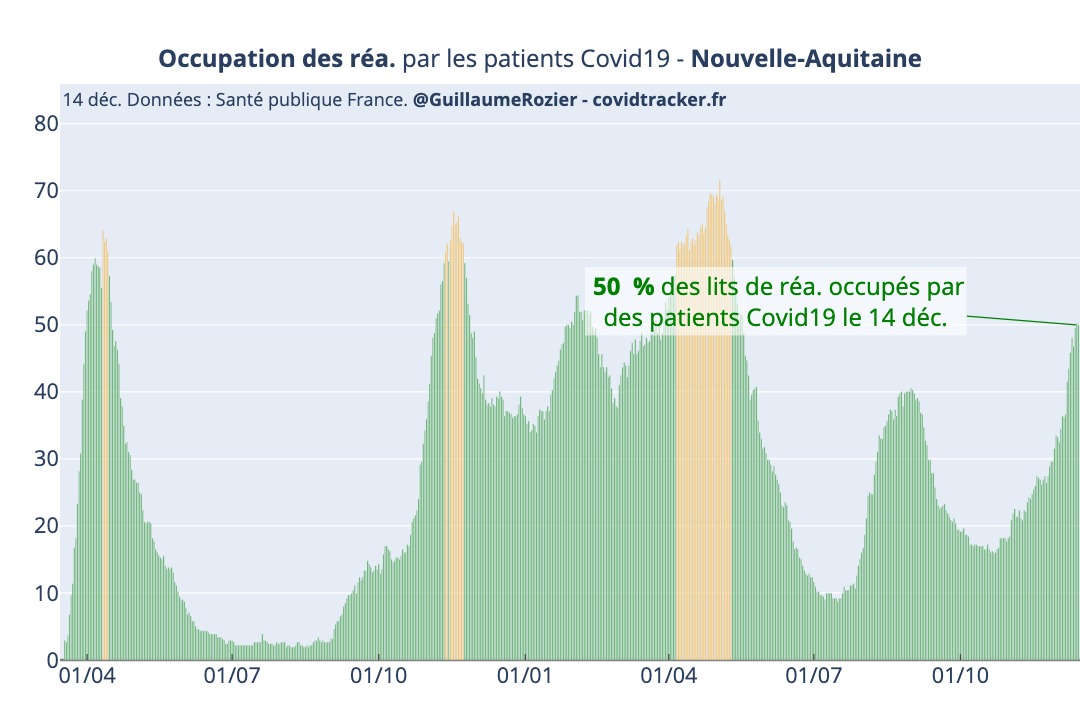 Occupation des réa. par les patients Covid19 - Nouvelle-Aquitaine
14 déc. Données : Santé publique France. @GuillaumeRozier - covidtracker.fr
80
70
60
50 % des lits de réa. occupés par
des patients Covid19 le 14 déc.
50
40
30
20
10
0
01/04 01/07 01/10 01/01 01/04 01/07 01/10